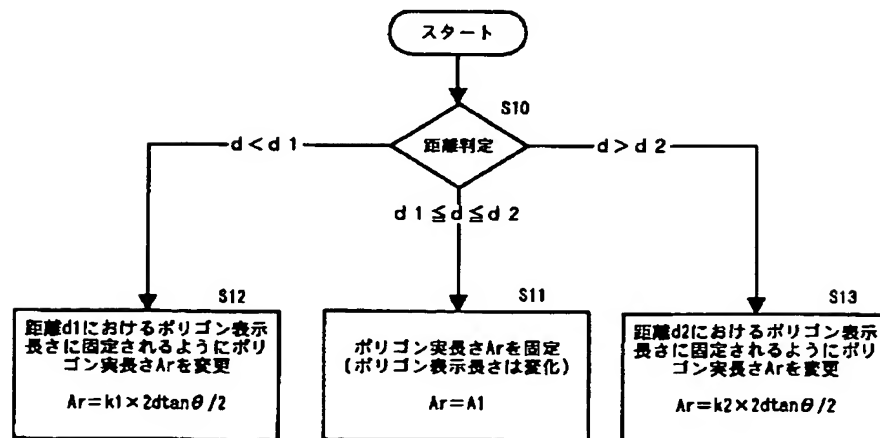 スタート
S10
距離判定
d<d1
d>d2
d1≦d≦d2
S12
距離d1におけるポリゴン表示
長さに固定されるようにポリ
ゴン実長さArを変更
Ar=k1×2dtanθ/2
S11
ポリゴン実長さArを固定
(ポリゴン表示長さは変化)
Ar=A1
S13
距離d2におけるポリゴン表示
長さに固定されるようにポリ
ゴン実長さArを変更
Ar=k2×2dtanθ/2